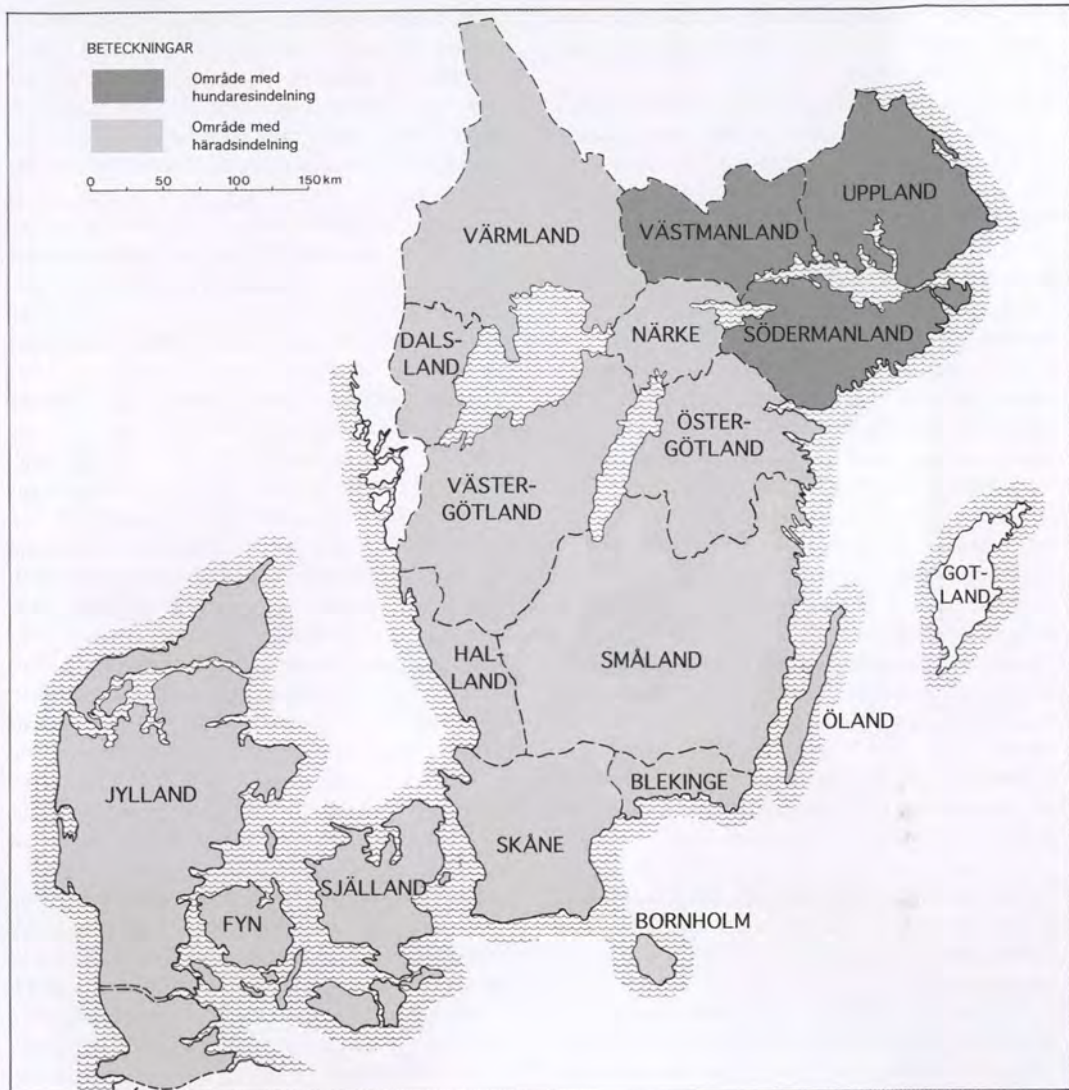 BETECKNINGAR
Område med
hundaresindelning
Område med
häradsindelning
0 50 100 150 km
VÄRMLAND
VÄSTMANLAND
UPPLAND
DALS-
LAND
NÄRKE
SÖDERMANLAND
ÖSTER-
GÖTLAND
VÄSTER-
GÖTLAND
GOT-
LAND
HAL-
LAND
SMÅLAND
ÖLAND
JYLLAND
BLEKINGE
SKÅNE
SJÄLLAND
FYN
BORNHOLM